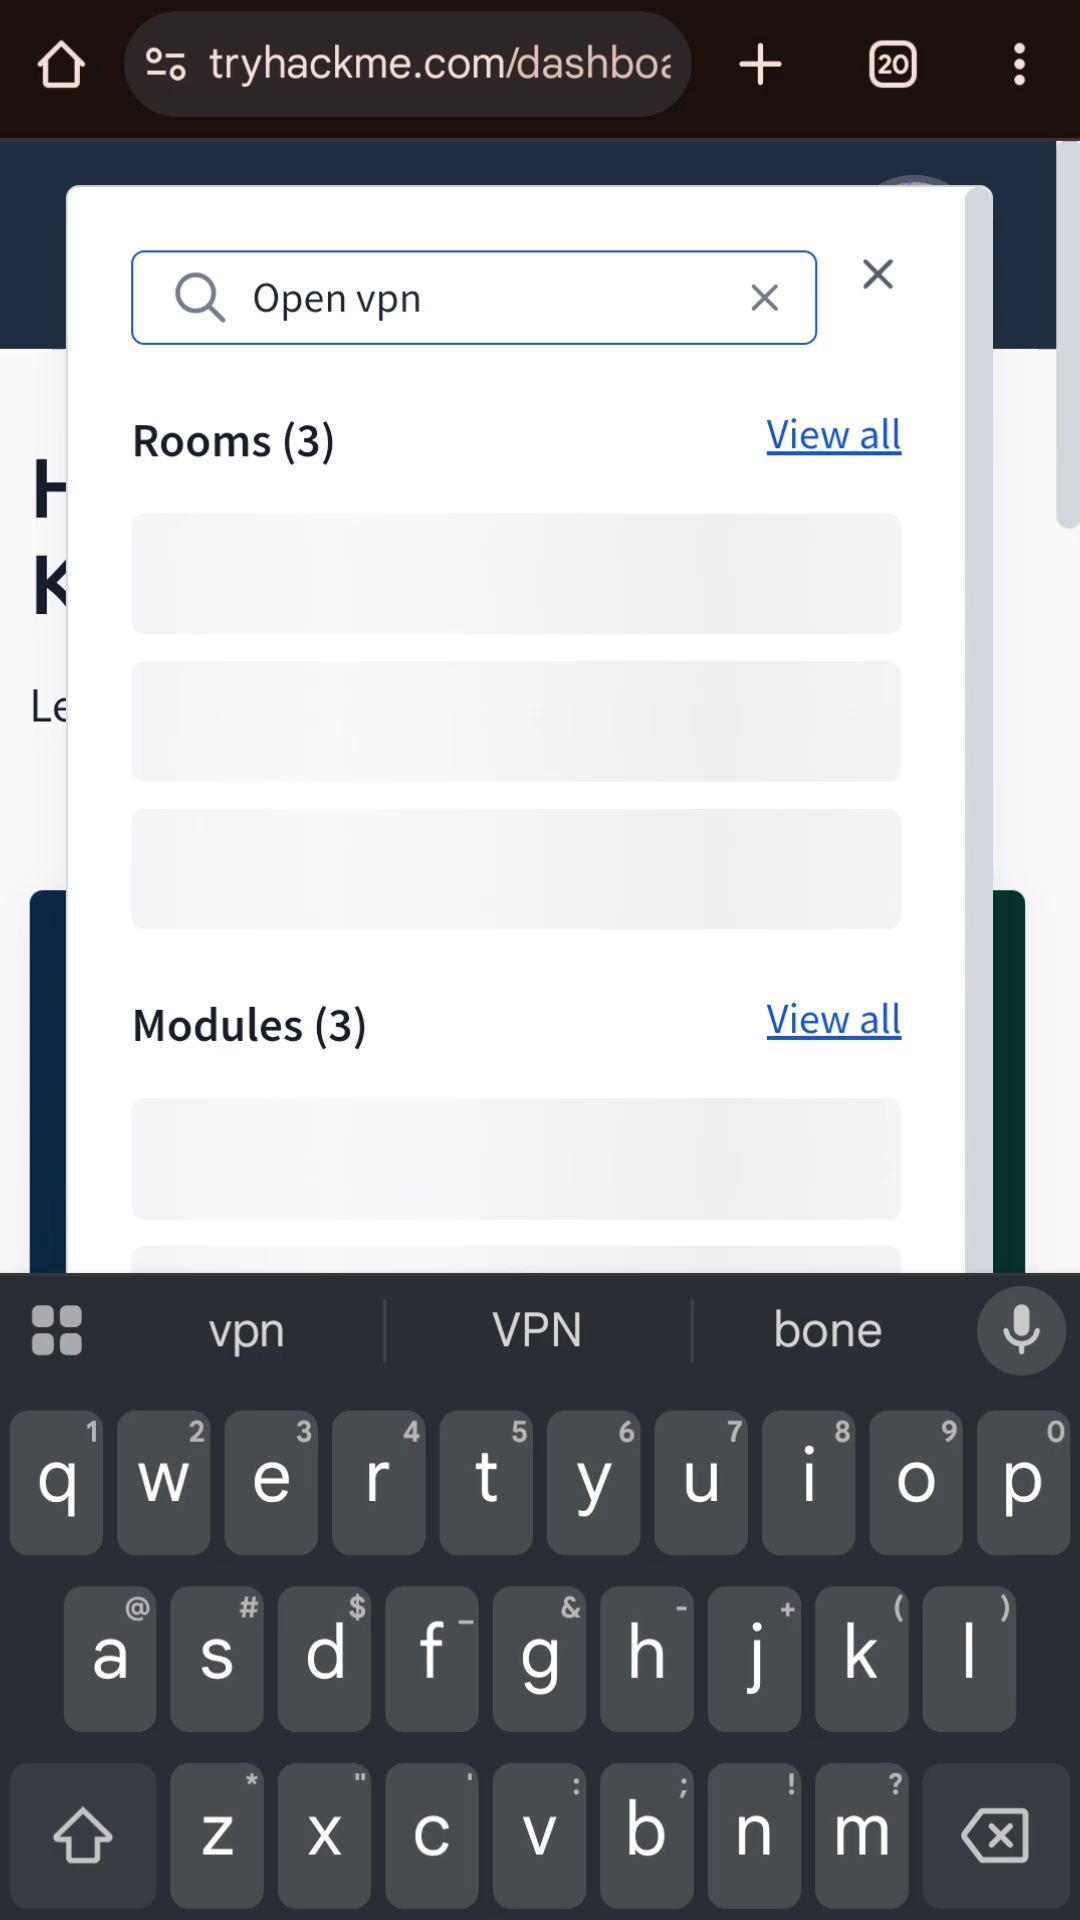 tryhackme.com/dashboa
20
Open vpn
Rooms (3)
View all
H
K
Le
Modules (3)
View all
vpn
VPN
bone
1 2 3 4 5 6 7 8 9 0
q w e r t y u i o p
@ # $ _ & - + ( )
a s d f g h j k l
* " ' : ; ! ?
z x c v b n m